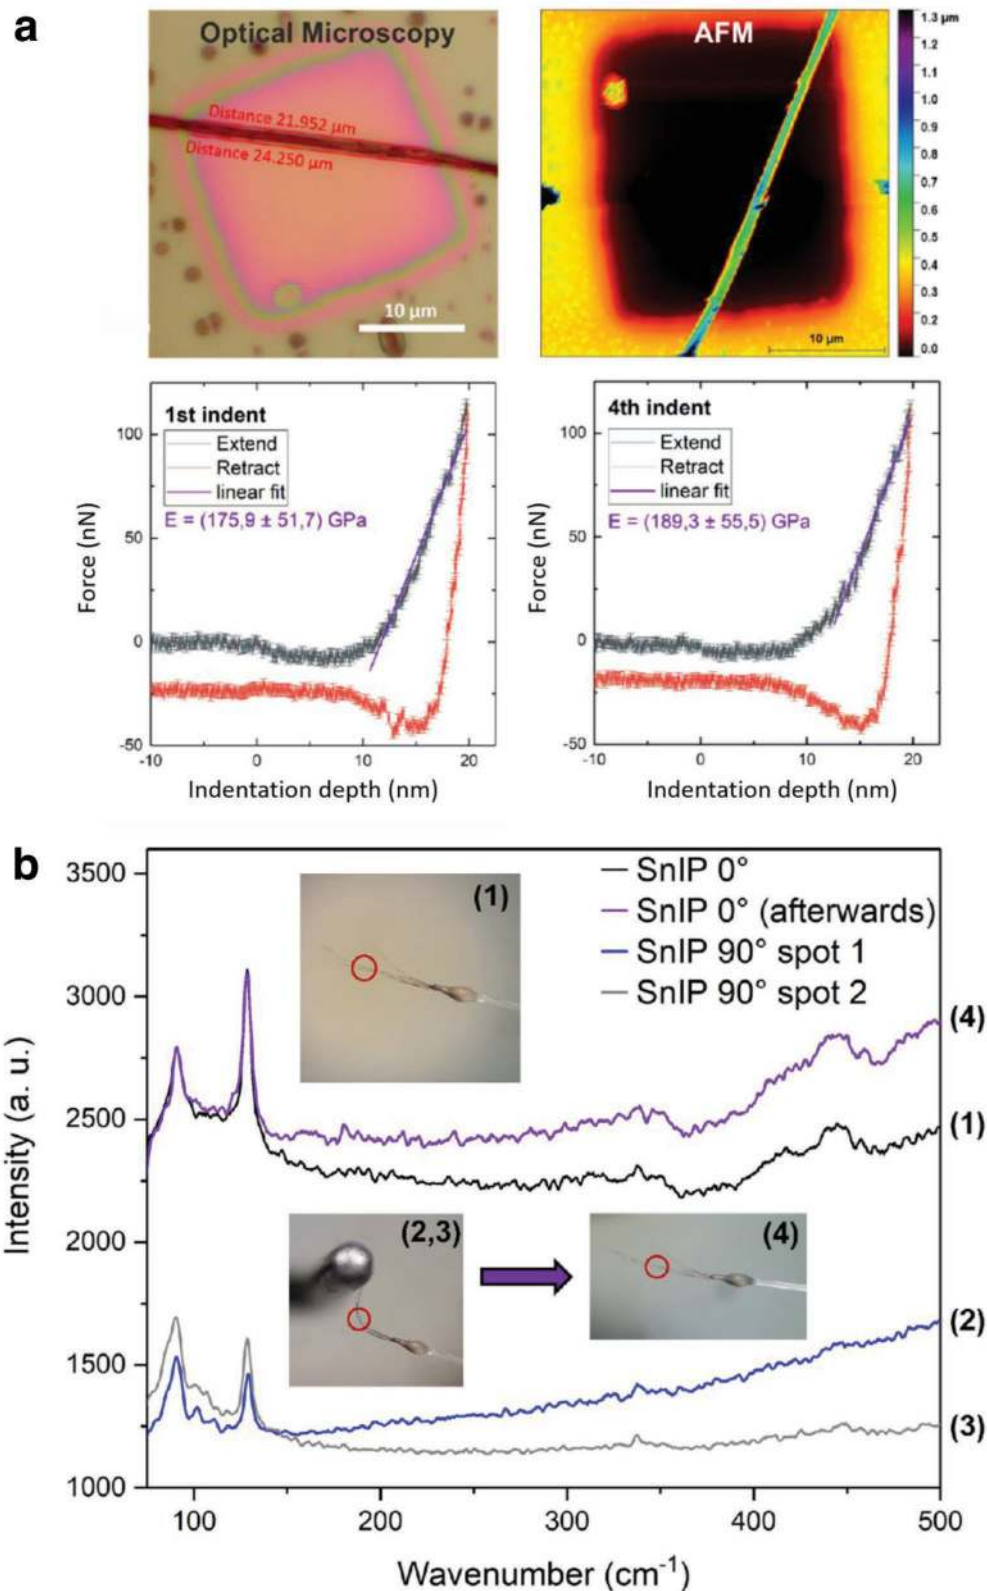 a
Optical Microscopy
Distance 21.952 µm
Distance 24.250 µm
10 µm
AFM
10 µm
1.3 µm
1.2
1.1
1.0
0.9
0.8
0.7
0.6
0.5
0.4
0.3
0.2
0.0
1st indent
Extend
Retract
linear fit
E = (175,9 ± 51,7) GPa
100
50
0
-50
-10
0
10
20
Force (nN)
Indentation depth (nm)
4th indent
Extend
Retract
linear fit
E = (189,3 ± 55,5) GPa
100
50
0
-50
-10
0
10
20
Force (nN)
Indentation depth (nm)
b
3500
3000
2500
2000
1500
1000
Intensity (a. u.)
SnIP 0°
SnIP 0° (afterwards)
SnIP 90° spot 1
SnIP 90° spot 2
(1)
(2,3)
(4)
(4)
(1)
(2)
(3)
100
200
300
400
500
Wavenumber (cm⁻¹)